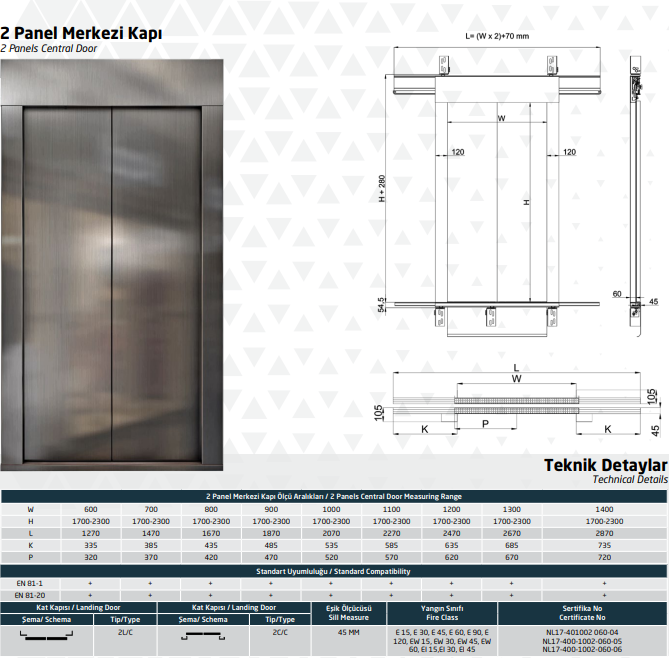 2 Panel Merkezi Kapı
2 Panels Central Door
L= (W x 2)+70 mm
W
120
120
H + 280
H
54,5
60
45
L
W
105
105
K
P
K
45
Teknik Detaylar
Technical Details
2 Panel Merkezi Kapı Ölçü Aralıkları / 2 Panels Central Door Measuring Range
W 600 700 800 900 1000 1100 1200 1300 1400
H 1700-2300 1700-2300 1700-2300 1700-2300 1700-2300 1700-2300 1700-2300 1700-2300 1700-2300
L 1270 1470 1670 1870 2070 2270 2470 2670 2870
K 335 385 435 485 535 585 635 685 735
P 320 370 420 470 520 570 620 670 720
Standart Uyumluluğu / Standard Compatibility
EN 81-1 + + + + + + + + +
EN 81-20 + + + + + + + + +
Kat Kapısı / Landing Door Kat Kapısı / Landing Door Eşik Ölçücüsü Yangın Sınıfı Sertifika No
Şema/ Schema Tip/Type Şema/ Schema Tip/Type Sill Measure Fire Class Certificate No
2L/C 2C/C 45 MM E 15, E 30, E 45, E 60, E 90, E NL17-401002 060-04
120, EW 15, EW 30, EW 45, EW NL17-400-1002-060-05
60, EI 15,EI 30, EI 45 NL17-400-1002-060-06